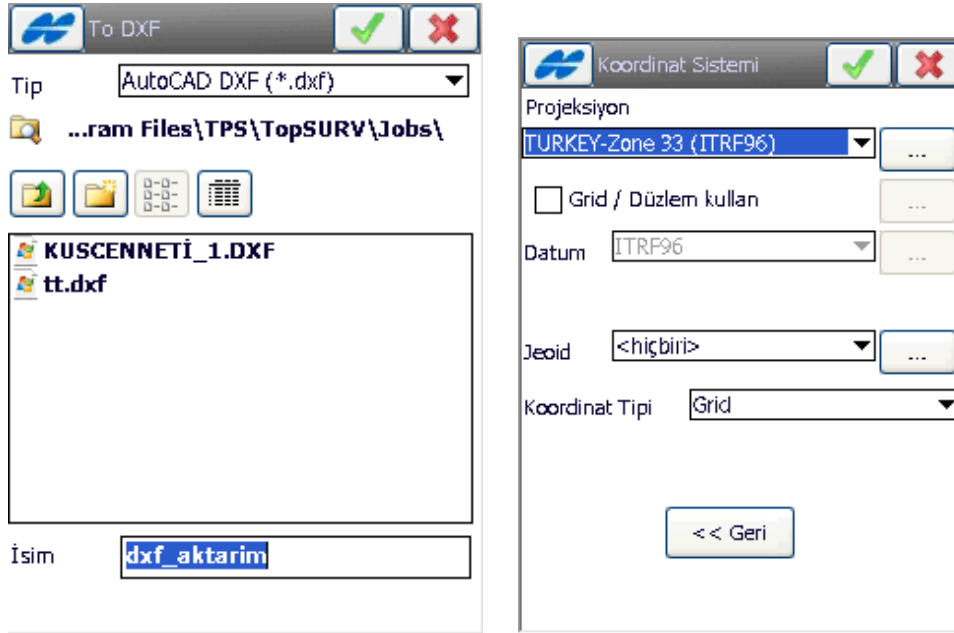 To DXF
Tip AutoCAD DXF (*.dxf)
...ram Files\TPS\TopSURV\Jobs\
KUSCENNETİ_1.DXF
tt.dxf
İsim dxf_aktarim
Koordinat Sistemi
Projeksiyon
TURKEY-Zone 33 (ITRF96) ...
Grid / Düzlem kullan ...
Datum ITRF96 ...
Jeoid <hiçbiri> ...
Koordinat Tipi Grid
<< Geri